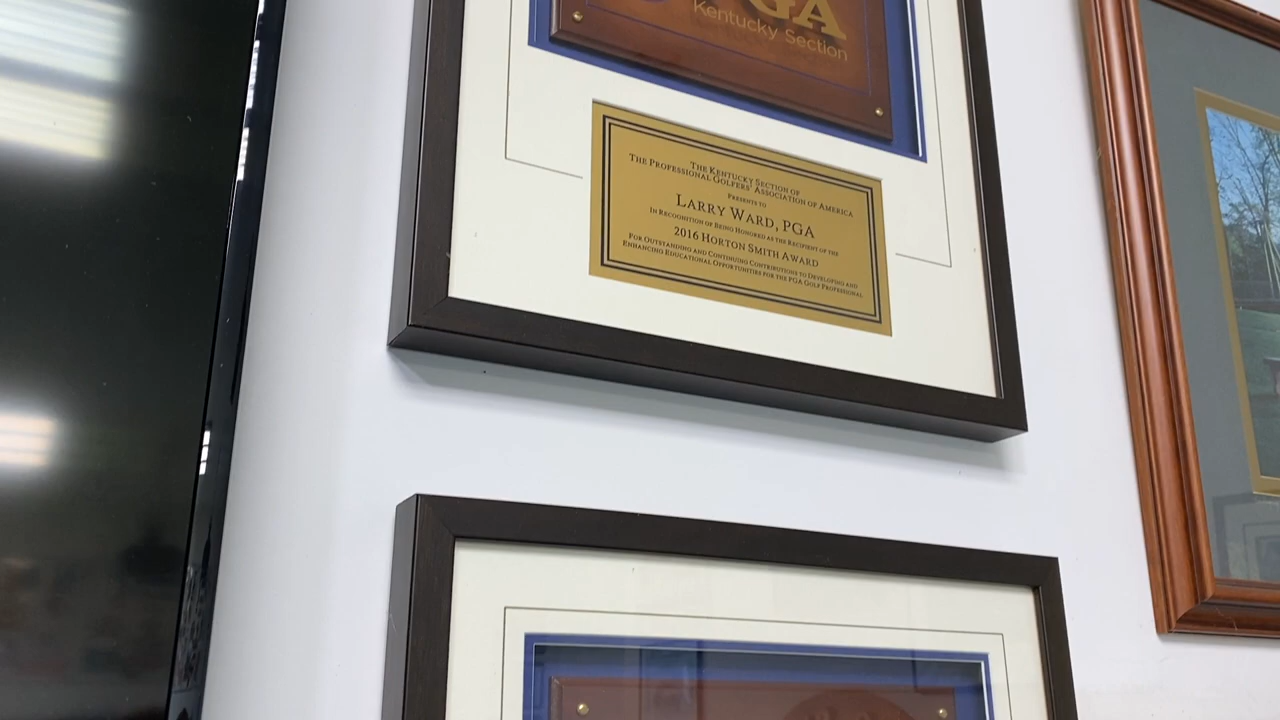 PGA
Kentucky Section
THE KENTUCKY SECTION OF
THE PROFESSIONAL GOLFERS' ASSOCIATION OF AMERICA
PRESENTS TO
LARRY WARD, PGA
IN RECOGNITION OF BEING HONORED AS THE RECIPIENT OF THE
2016 HORTON SMITH AWARD
FOR OUTSTANDING AND CONTINUING CONTRIBUTIONS TO DEVELOPING AND
ENHANCING EDUCATIONAL OPPORTUNITIES FOR THE PGA GOLF PROFESSIONAL